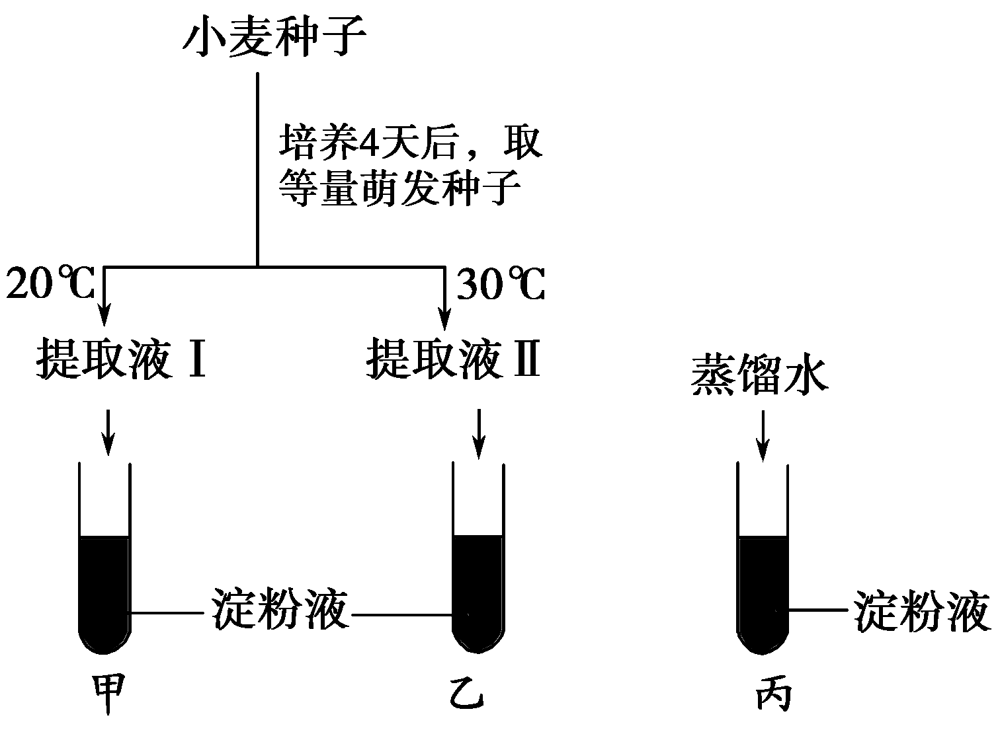 小麦种子
培养4天后，取
等量萌发种子
20℃
30℃
提取液Ⅰ
提取液Ⅱ
蒸馏水
淀粉液
淀粉液
甲
乙
丙